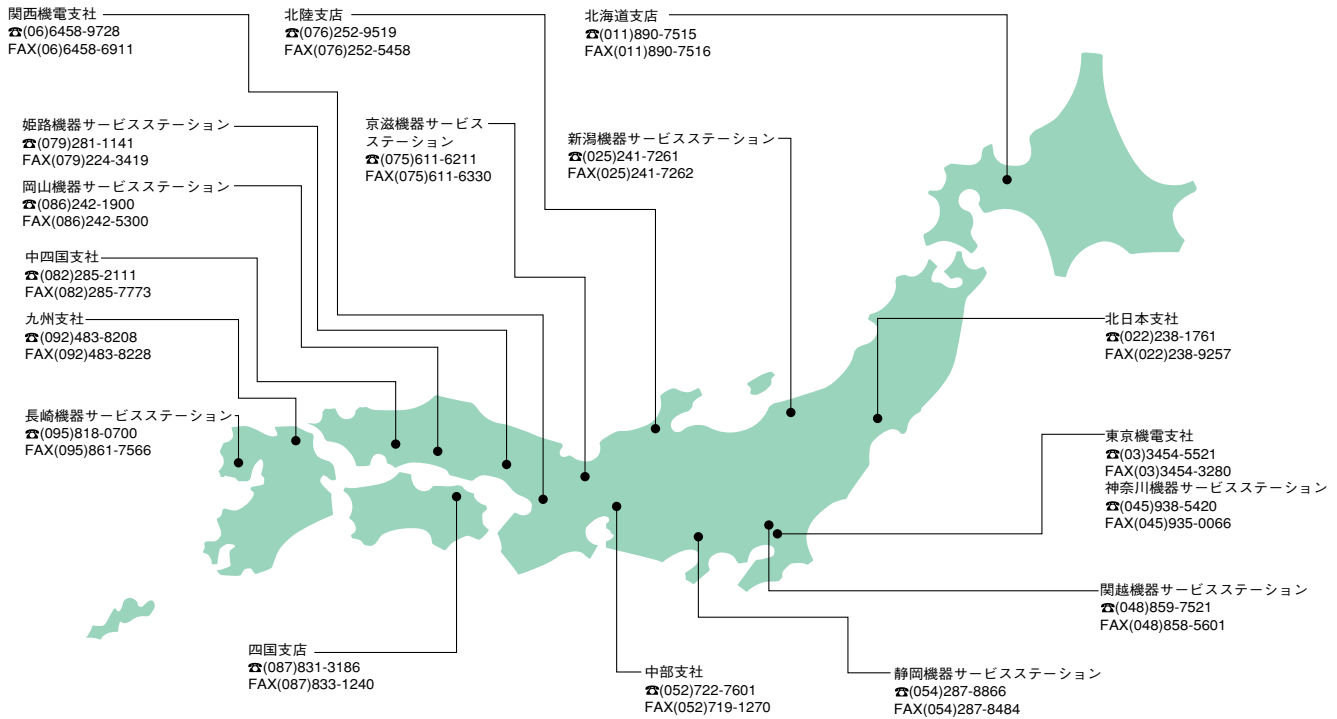 関西機電支社
☎(06)6458-9728
FAX(06)6458-6911
北陸支店
☎(076)252-9519
FAX(076)252-5458
北海道支店
☎(011)890-7515
FAX(011)890-7516
姫路機器サービスステーション
☎(079)281-1141
FAX(079)224-3419
京滋機器サービス
ステーション
☎(075)611-6211
FAX(075)611-6330
新潟機器サービスステーション
☎(025)241-7261
FAX(025)241-7262
岡山機器サービスステーション
☎(086)242-1900
FAX(086)242-5300
中四国支社
☎(082)285-2111
FAX(082)285-7773
九州支社
☎(092)483-8208
FAX(092)483-8228
北日本支社
☎(022)238-1761
FAX(022)238-9257
長崎機器サービスステーション
☎(095)818-0700
FAX(095)861-7566
東京機電支社
☎(03)3454-5521
FAX(03)3454-3280
神奈川機器サービスステーション
☎(045)938-5420
FAX(045)935-0066
関越機器サービスステーション
☎(048)859-7521
FAX(048)858-5601
四国支店
☎(087)831-3186
FAX(087)833-1240
中部支社
☎(052)722-7601
FAX(052)719-1270
静岡機器サービスステーション
☎(054)287-8866
FAX(054)287-8484